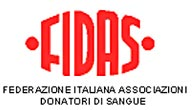 FIDAS
FEDERAZIONE ITALIANA ASSOCIAZIONI
DONATORI DI SANGUE